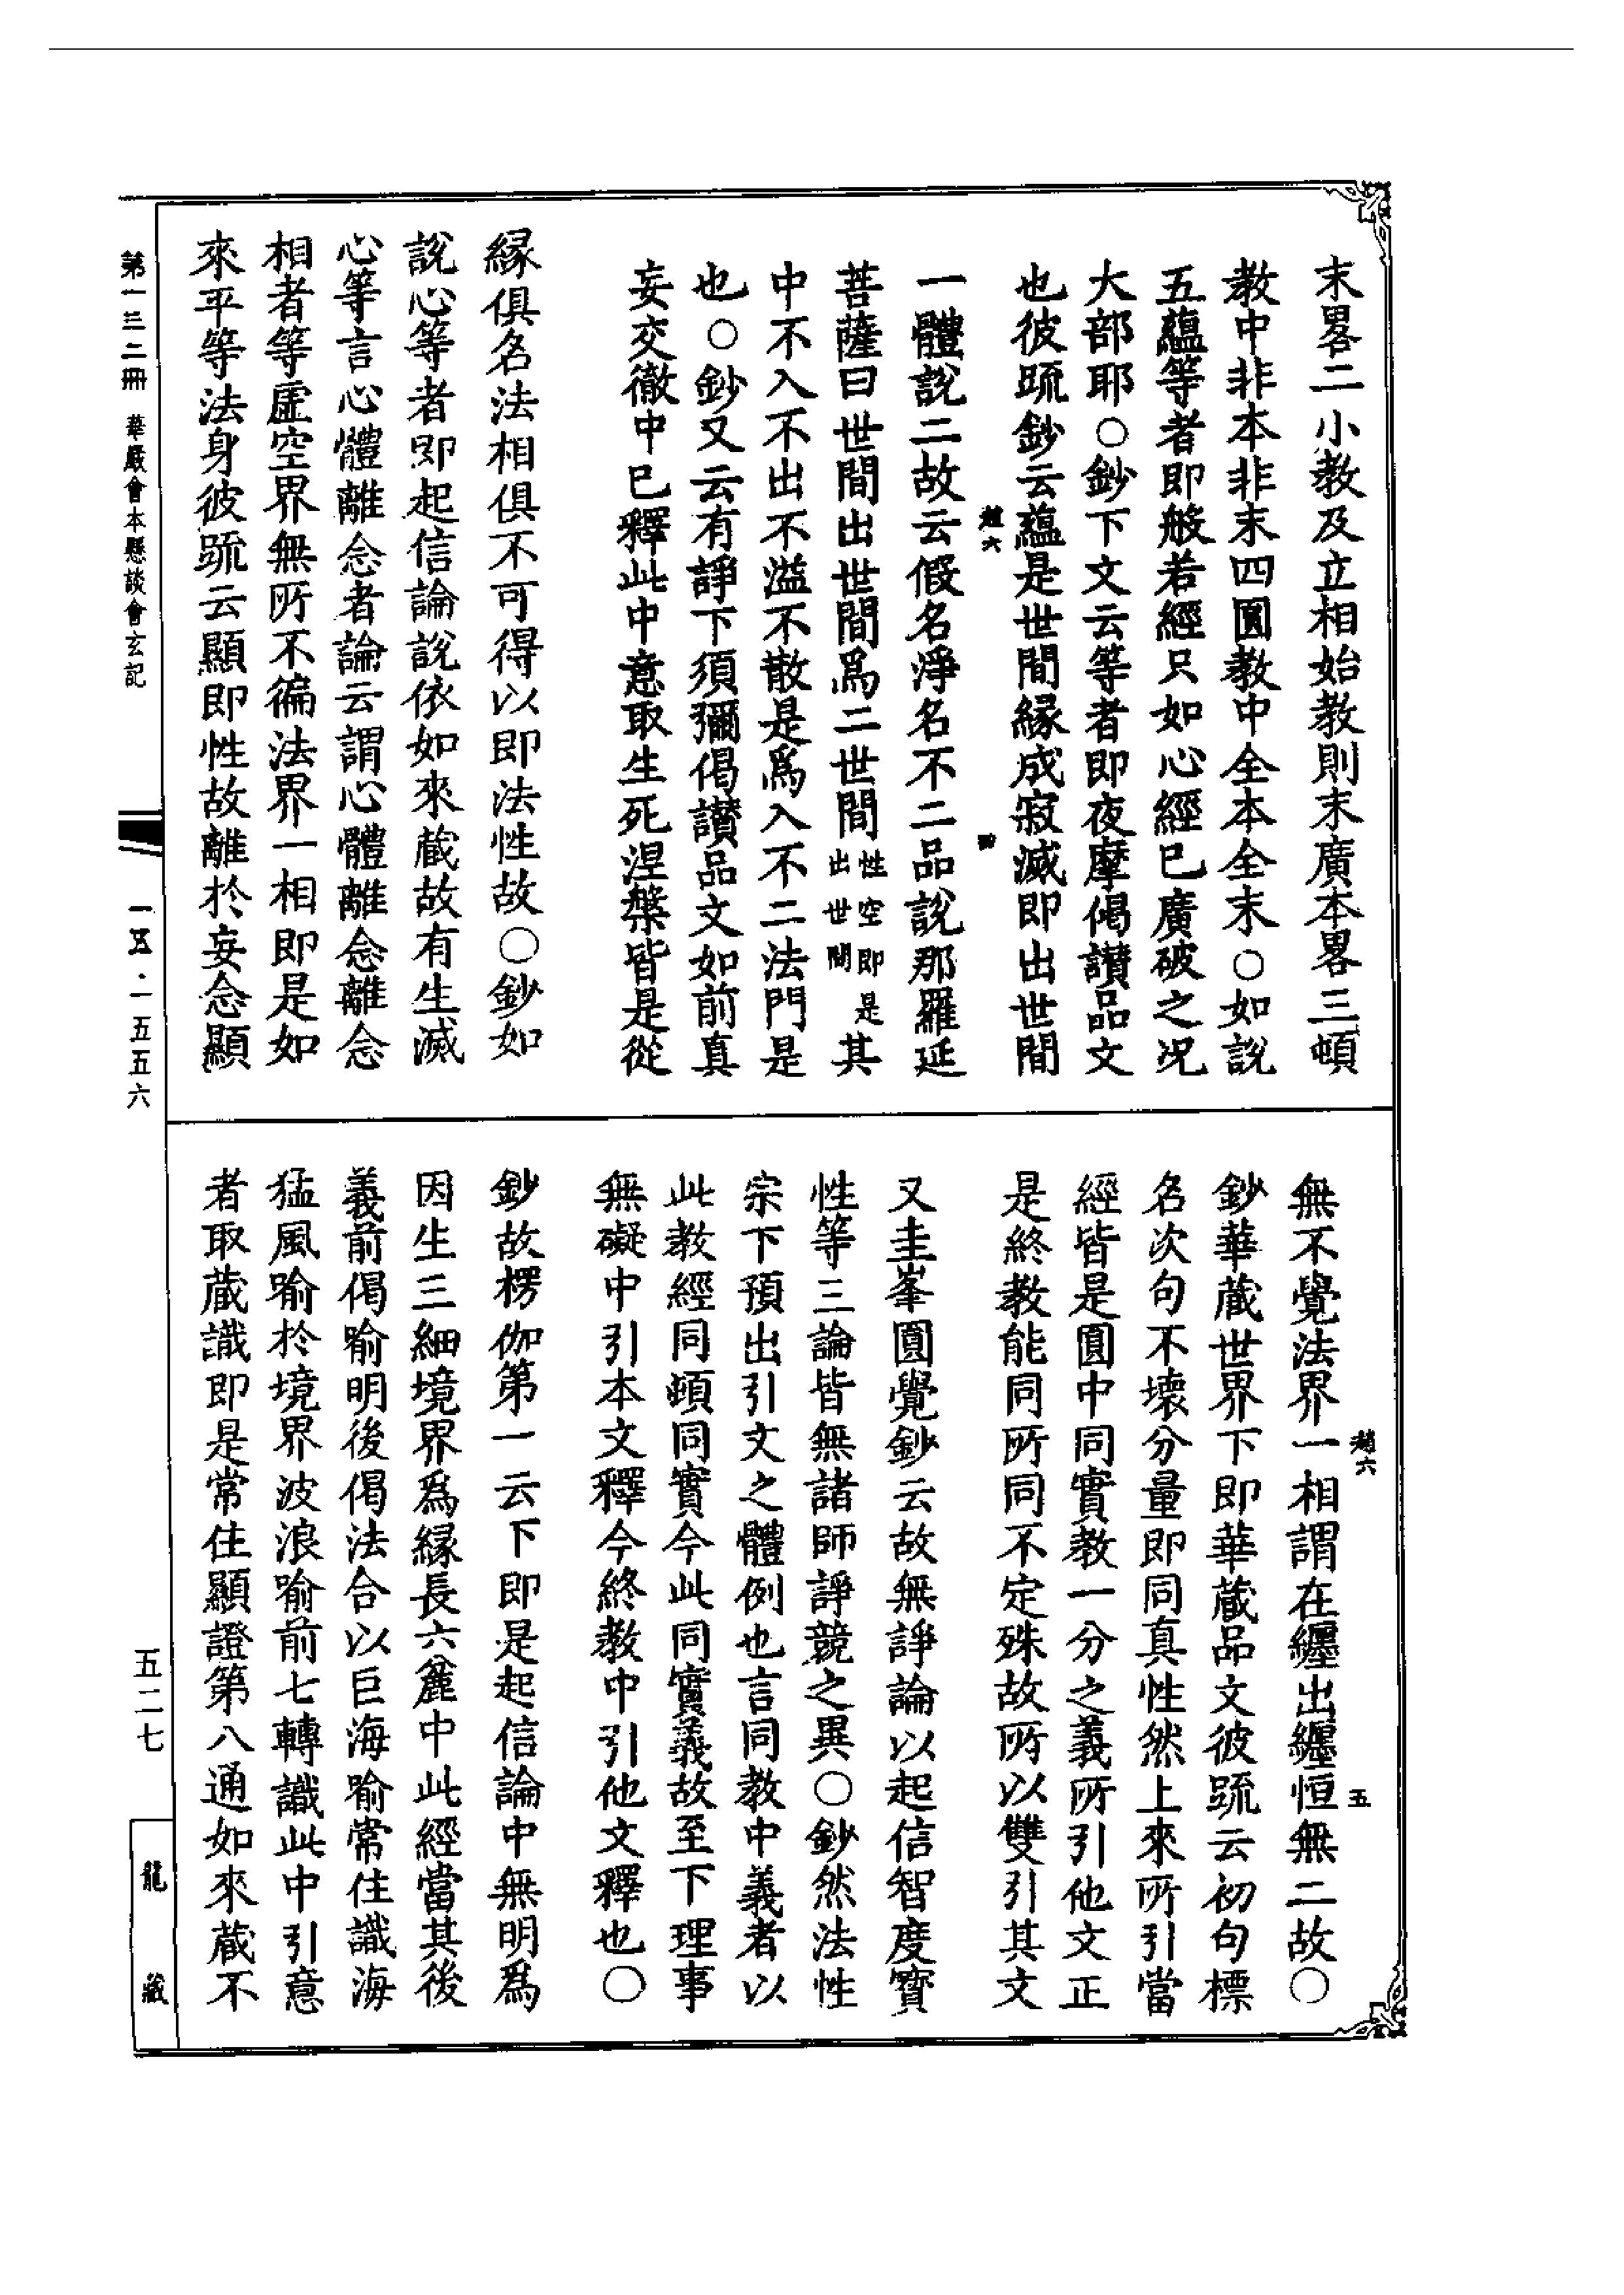 末畧二小教及立相始教則末廣本畧三頓
教中非本非末四圓教中全本全末○如說
五蘊等者即般若經只如心經已廣破之况
大部耶○鈔下文云等者即夜摩偈讃品文
也彼䟽鈔云蘊是世間縁成寂滅即出世間
趙六
一體說二故云假名淨名不二品說那羅延
菩薩曰世間出世間爲二世間性空即是出世間其
中不入不出不溢不散是爲入不二法門是
也○鈔又云有諍下須彌偈讃品文如前真
妄交徹中已釋此中意取生死涅槃皆是從
縁俱名法相俱不可得以即法性故○鈔如
說心等者即起信論說依如來蔵故有生滅
心等言心體離念者論云謂心體離念離念
相者等虛空界無所不徧法界一相即是如
來平等法身彼䟽云顯即性故離於妄念顯
第一三二冊 華嚴會本懸談會玄記
一五五·一五五六
趙六
五
無不覺法界一相謂在纒出纒恒無二故○
鈔華蔵世界下即華蔵品文彼䟽云初句標
名次句不壊分量即同真性然上來所引當
經皆是圓中同實教一分之義所引他文正
是終教能同所同不定殊故所以雙引其文
又圭峯圓覺鈔云故無諍論以起信智度寳
性等三論皆無諸師諍競之異○鈔然法性
宗下預出引文之體例也言同教中義者以
此教經同頓同實今此同實義故至下理事
無礙中引本文釋今終教中引他文釋也○
鈔故楞伽第一云下即是起信論中無明爲
因生三細境界爲縁長六麄中此經當其後
義前偈喻明後偈法合以巨海喻常住識海
猛風喻於境界波浪喻前七轉識此中引意
者取蔵識即是常住顯證第八通如來蔵不
五二七
龍藏